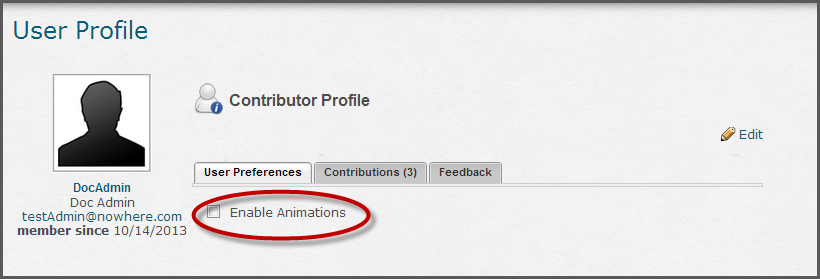 User Profile
Contributor Profile
Edit
User Preferences Contributions (3) Feedback
Enable Animations
DocAdmin
Doc Admin
testAdmin@nowhere.com
member since 10/14/2013